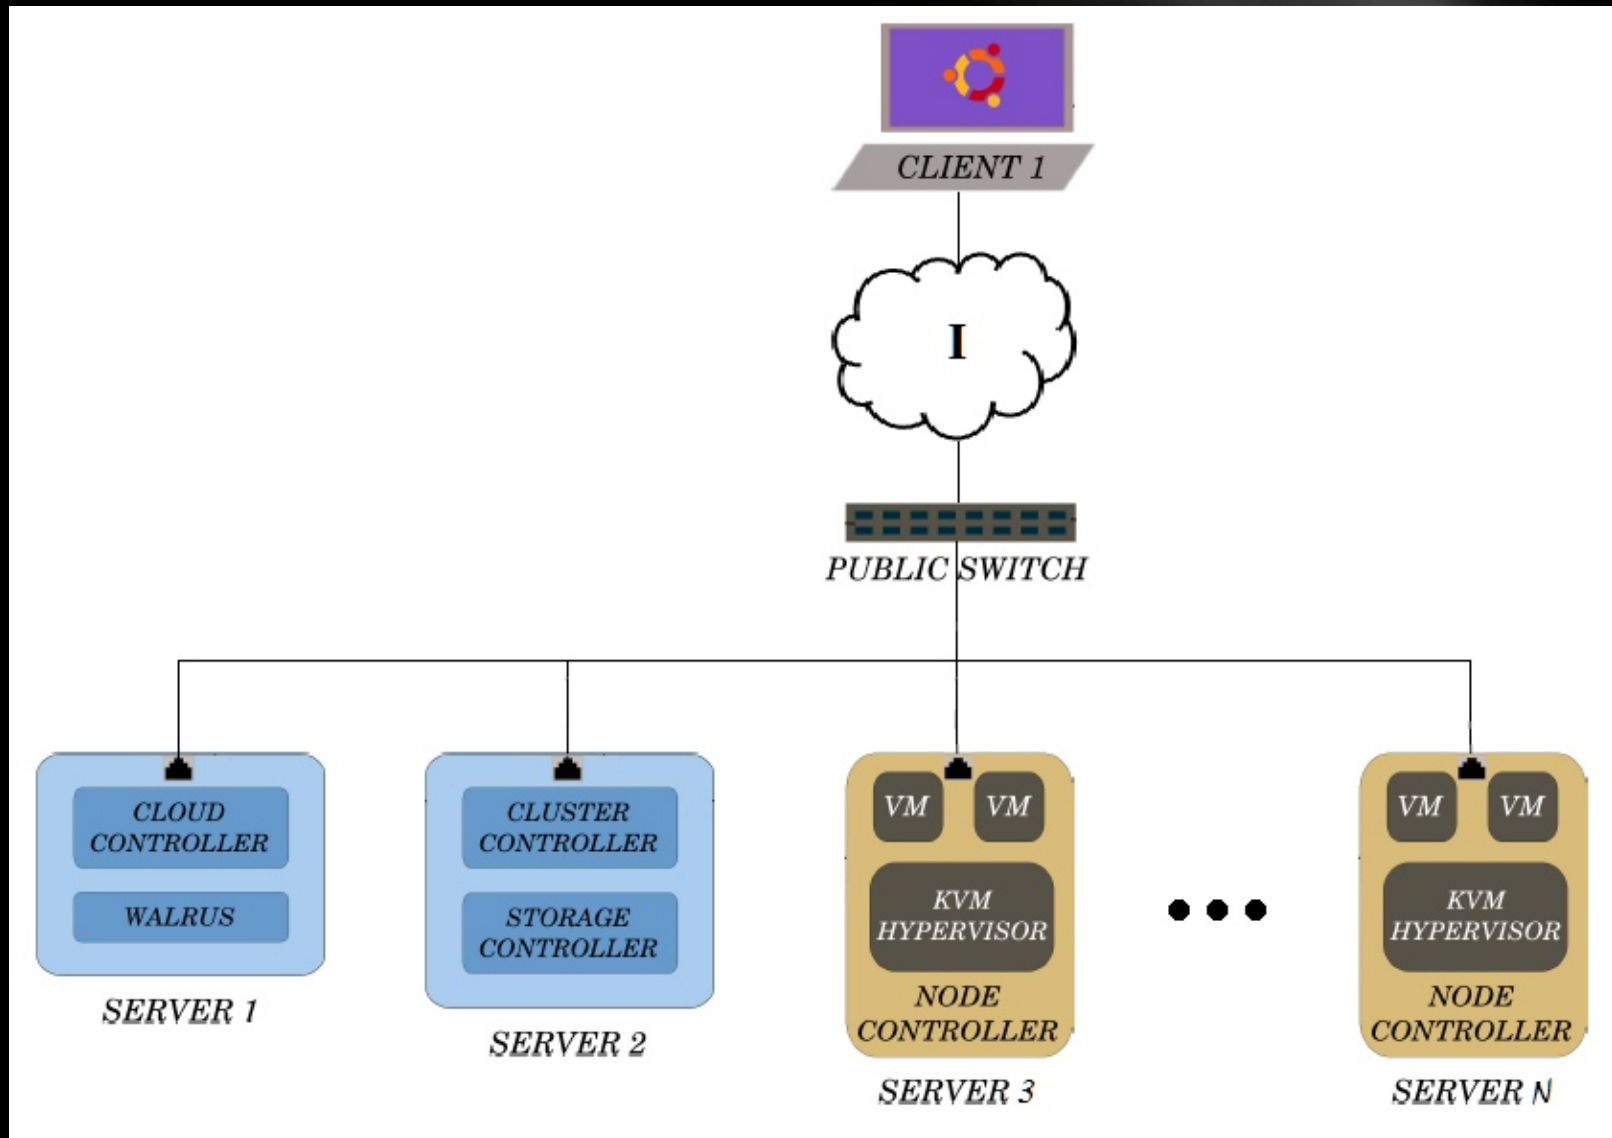 CLIENT 1
I
PUBLIC SWITCH
CLOUD
CONTROLLER
WALRUS
SERVER 1
CLUSTER
CONTROLLER
STORAGE
CONTROLLER
SERVER 2
VM VM
KVM
HYPERVISOR
NODE
CONTROLLER
SERVER 3
VM VM
KVM
HYPERVISOR
NODE
CONTROLLER
SERVER N